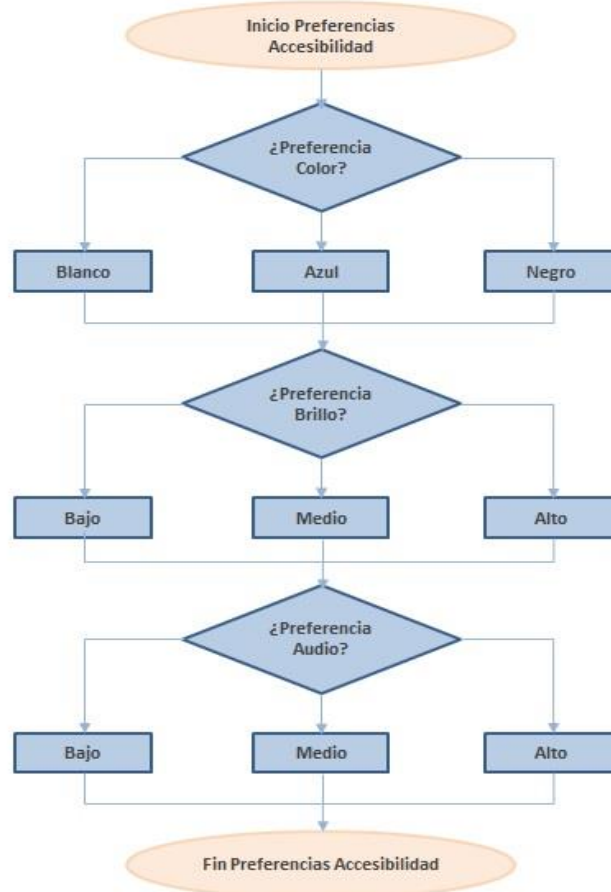 Inicio Preferencias
Accesibilidad
¿Preferencia
Color?
Blanco
Azul
Negro
¿Preferencia
Brillo?
Bajo
Medio
Alto
¿Preferencia
Audio?
Bajo
Medio
Alto
Fin Preferencias Accesibilidad